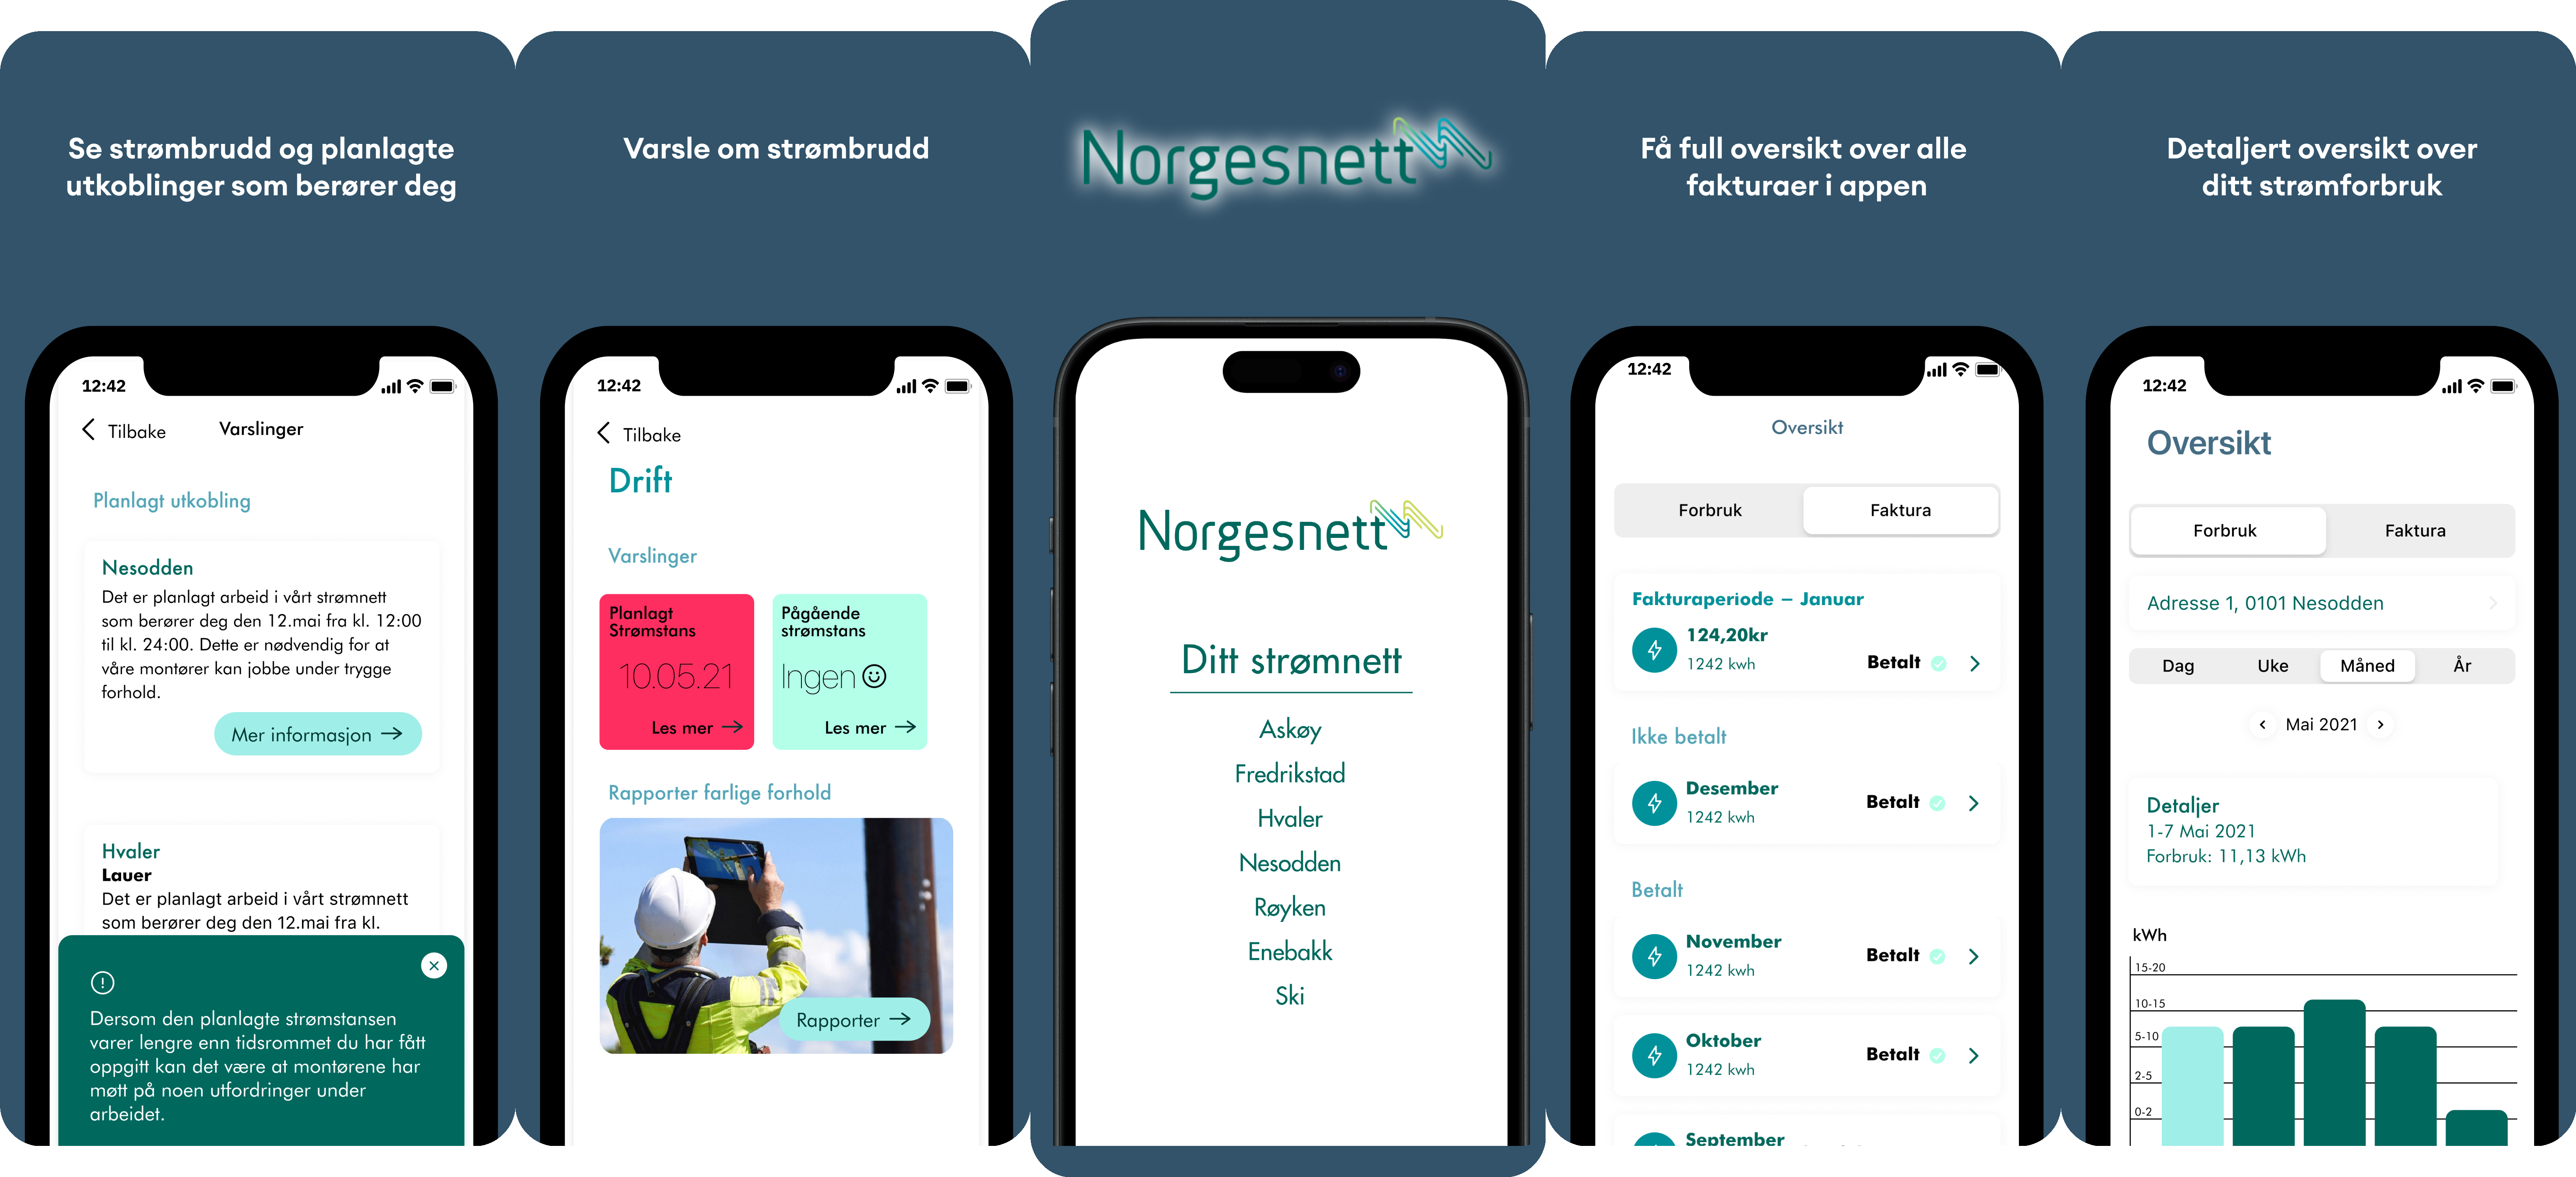 Se strømbrudd og planlagte
utkoblinger som berører deg
12:42
Tilbake
Varslinger
Planlagt utkobling
Nesodden
Det er planlagt arbeid i vårt strømnett
som berører deg den 12.mai fra kl. 12:00
til kl. 24:00. Dette er nødvendig for at
våre montører kan jobbe under trygge
forhold.
Mer informasjon
Hvaler
Lauer
Det er planlagt arbeid i vårt strømnett
som berører deg den 12.mai fra kl.
Dersom den planlagte strømstansen
varer lengre enn tidsrommet du har fått
oppgitt kan det være at montørene har
møtt på noen utfordringer under
arbeidet.
Varsle om strømbrudd
12:42
Tilbake
Drift
Varslinger
Planlagt
Strømstans
10.05.21
Les mer
Pågående
strømstans
Ingen
Les mer
Rapporter farlige forhold
Rapporter
Norgesnett
Norgesnett
Ditt strømnett
Askøy
Fredrikstad
Hvaler
Nesodden
Røyken
Enebakk
Ski
Få full oversikt over alle
fakturaer i appen
12:42
Oversikt
Forbruk
Faktura
Fakturaperiode – Januar
124,20kr
1242 kwh
Betalt
Ikke betalt
Desember
1242 kwh
Betalt
Betalt
November
1242 kwh
Betalt
Oktober
1242 kwh
Betalt
September
Detaljert oversikt over
ditt strømforbruk
12:42
Oversikt
Forbruk
Faktura
Adresse 1, 0101 Nesodden
Dag
Uke
Måned
År
Mai 2021
Detaljer
1-7 Mai 2021
Forbruk: 11,13 kWh
kWh
15-20
10-15
5-10
2-5
0-2